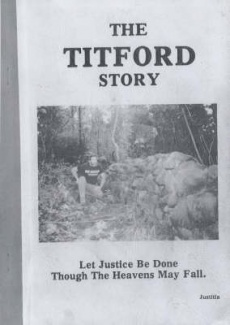 THE
TITFORD
STORY
Let Justice Be Done
Though The Heavens May Fall.
Justitia